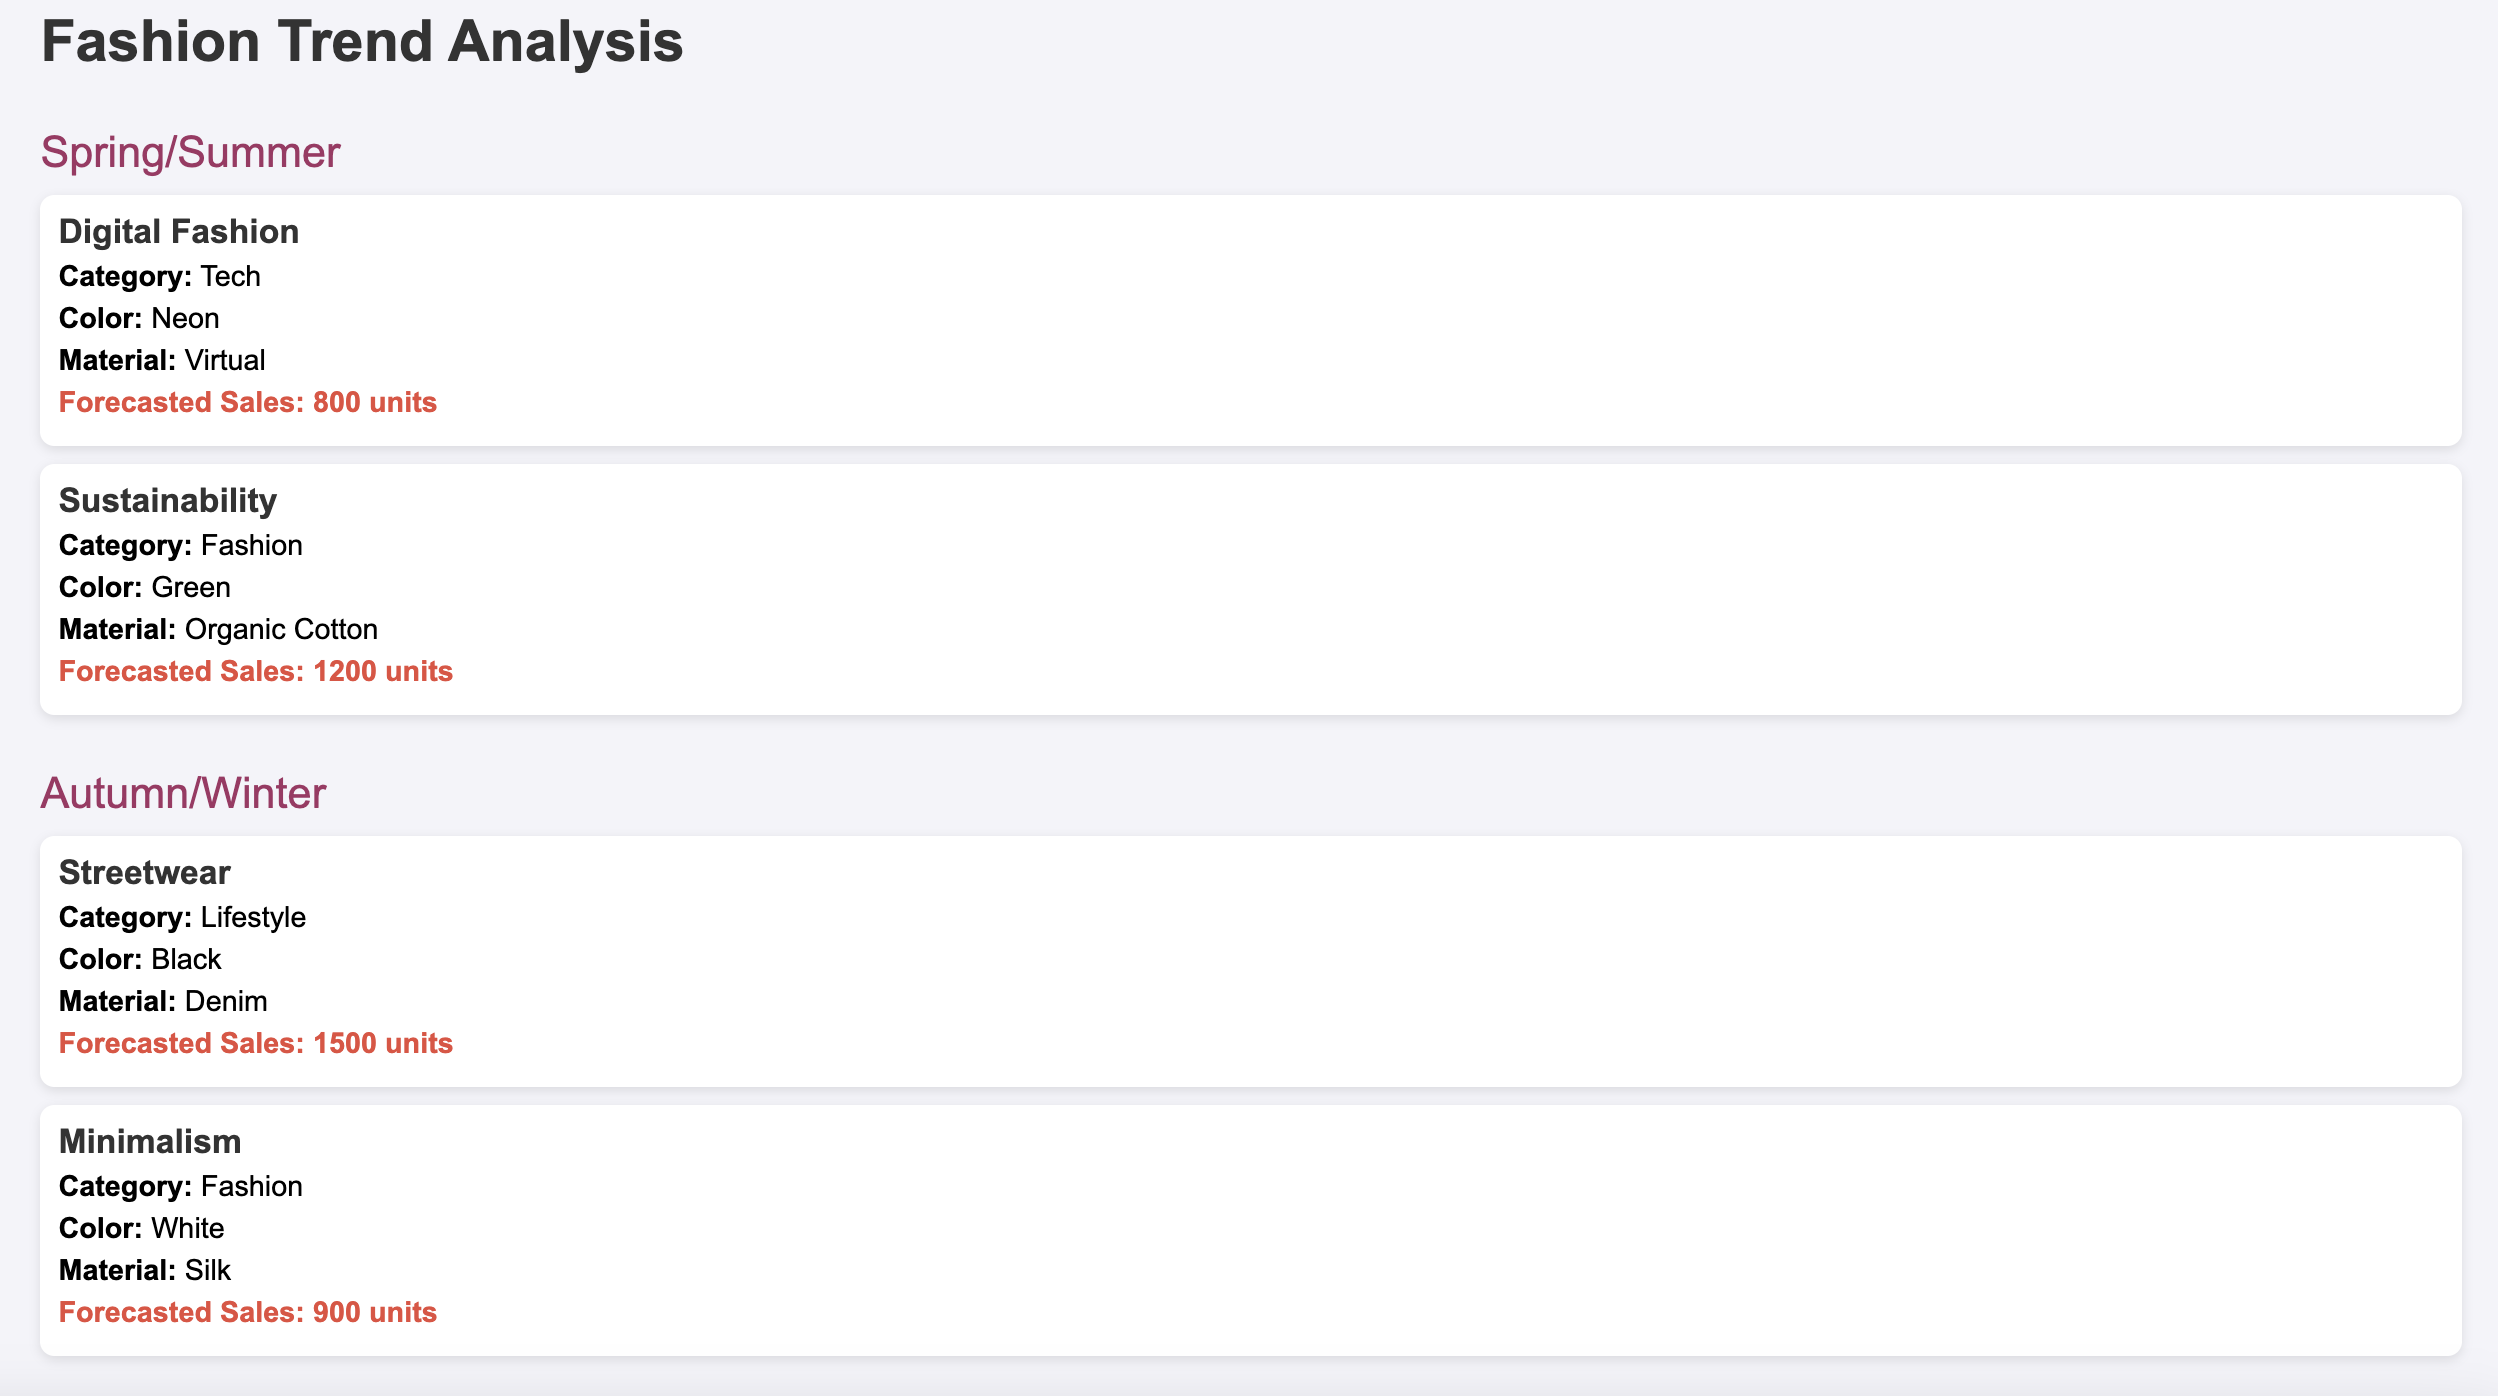 Fashion Trend Analysis
Spring/Summer
Digital Fashion
Category: Tech
Color: Neon
Material: Virtual
Forecasted Sales: 800 units
Sustainability
Category: Fashion
Color: Green
Material: Organic Cotton
Forecasted Sales: 1200 units
Autumn/Winter
Streetwear
Category: Lifestyle
Color: Black
Material: Denim
Forecasted Sales: 1500 units
Minimalism
Category: Fashion
Color: White
Material: Silk
Forecasted Sales: 900 units